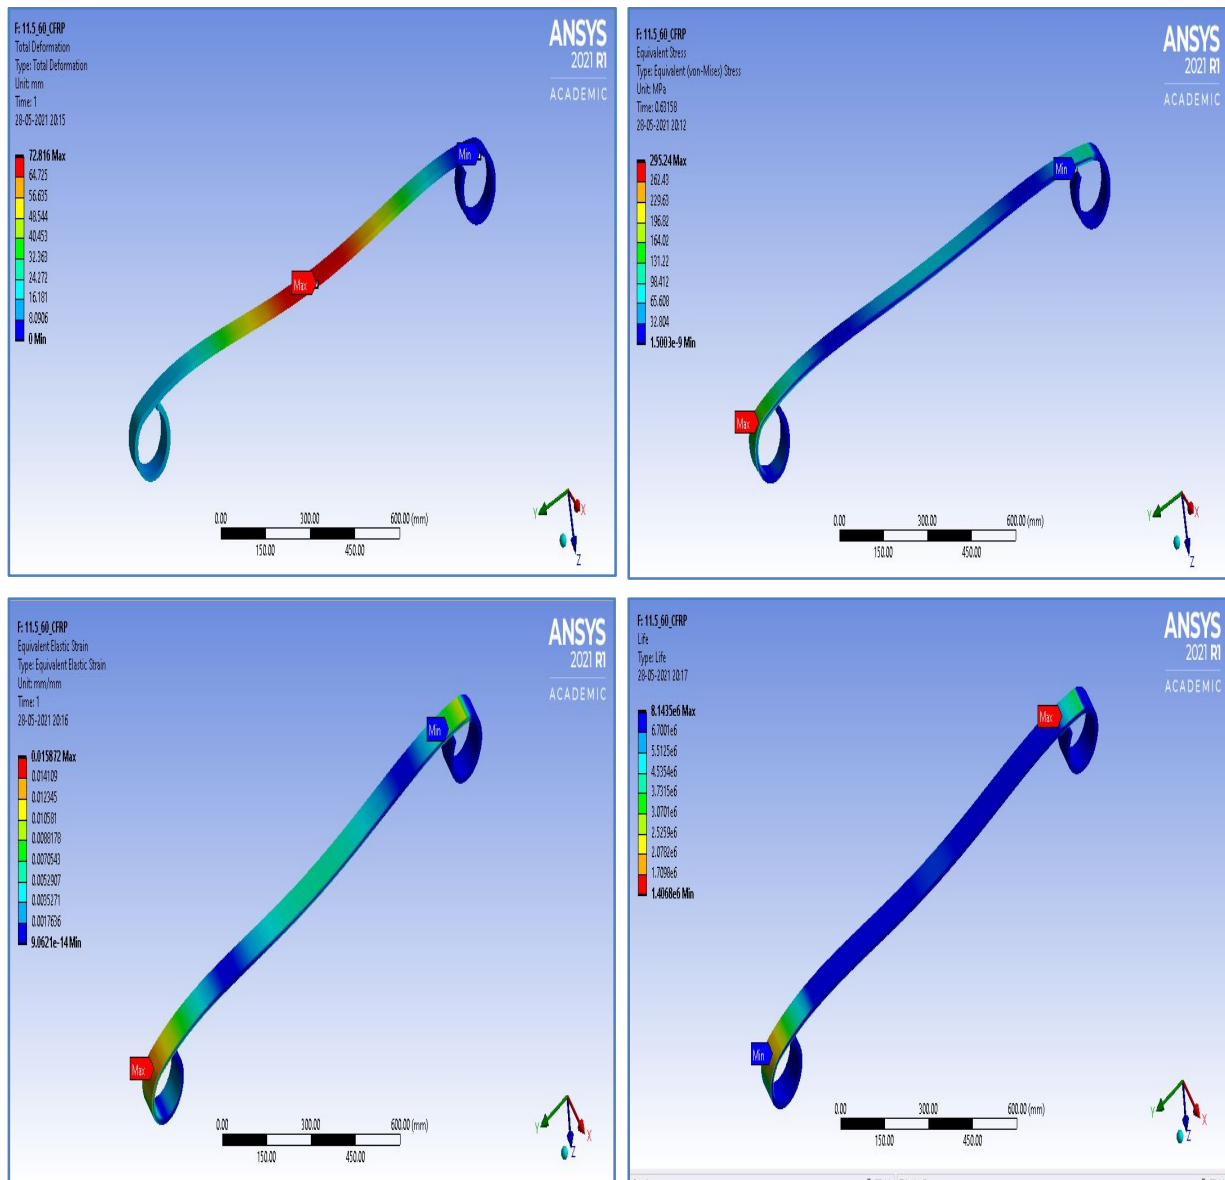 F: 11.5_60_CFRP
Total Deformation
Type: Total Deformation
Unit: mm
Time: 1
28-05-2021 20:15
ANSYS
2021 R1
ACADEMIC
72.816 Max
64.725
56.635
48.544
40.453
32.363
24.272
16.181
8.0906
0 Min
Min
Max
0.00 300.00 600.00 (mm)
150.00 450.00
Y X
Z
F: 11.5_60_CFRP
Equivalent Stress
Type: Equivalent (von-Mises) Stress
Unit: MPa
Time: 0.63158
28-05-2021 20:12
ANSYS
2021 R1
ACADEMIC
295.24 Max
262.43
229.63
196.82
164.02
131.22
98.412
65.608
32.804
1.5003e-9 Min
Min
Max
0.00 300.00 600.00 (mm)
150.00 450.00
Y X
Z
F: 11.5_60_CFRP
Equivalent Elastic Strain
Type: Equivalent Elastic Strain
Unit: mm/mm
Time: 1
28-05-2021 20:16
ANSYS
2021 R1
ACADEMIC
0.015872 Max
0.014109
0.012345
0.010581
0.0088178
0.0070543
0.0052907
0.0035271
0.0017636
9.0621e-14 Min
Min
Max
0.00 300.00 600.00 (mm)
150.00 450.00
Y X
Z
F: 11.5_60_CFRP
Life
Type: Life
28-05-2021 20:17
ANSYS
2021 R1
ACADEMIC
8.1435e6 Max
6.7001e6
5.5125e6
4.5354e6
3.7315e6
3.0701e6
2.5259e6
2.0782e6
1.7098e6
1.4068e6 Min
Max
Min
0.00 300.00 600.00 (mm)
150.00 450.00
Y X
Z